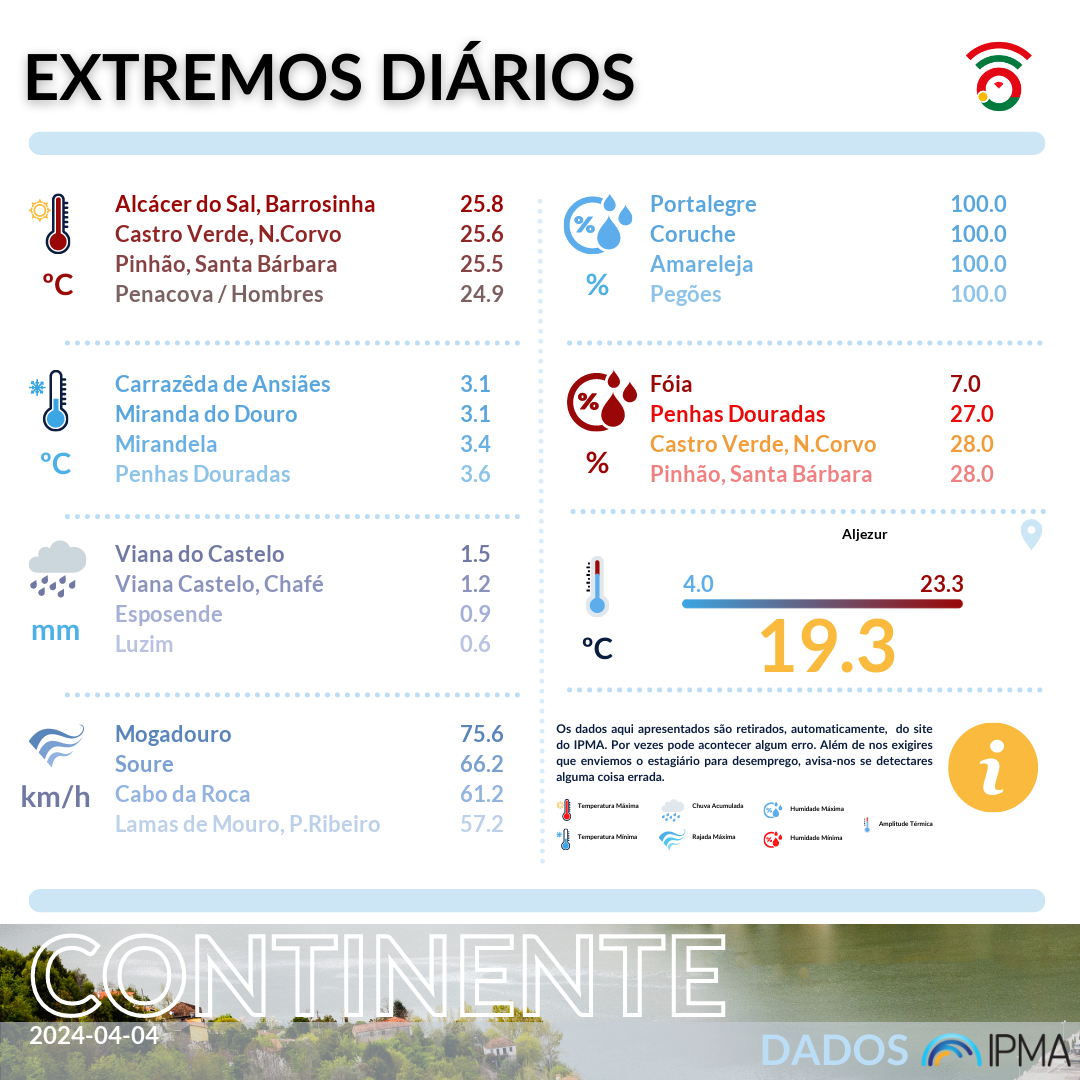 EXTREMOS DIÁRIOS
Alcácer do Sal, Barrosinha 25.8
Castro Verde, N.Corvo 25.6
Pinhão, Santa Bárbara 25.5
Penacova / Hombres 24.9
ºC
Carrazêda de Ansiães 3.1
Miranda do Douro 3.1
Mirandela 3.4
Penhas Douradas 3.6
ºC
Viana do Castelo 1.5
Viana Castelo, Chafé 1.2
Esposende 0.9
Luzim 0.6
mm
Mogadouro 75.6
Soure 66.2
Cabo da Roca 61.2
Lamas de Mouro, P.Ribeiro 57.2
km/h
%
Portalegre 100.0
Coruche 100.0
Amareleja 100.0
Pegões 100.0
%
%
Fóia 7.0
Penhas Douradas 27.0
Castro Verde, N.Corvo 28.0
Pinhão, Santa Bárbara 28.0
%
Aljezur
4.0 23.3
19.3
ºC
Os dados aqui apresentados são retirados, automaticamente, do site
do IPMA. Por vezes pode acontecer algum erro. Além de nos exigires
que enviemos o estagiário para desemprego, avisa-nos se detectares
alguma coisa errada.
i
Temperatura Máxima Chuva Acumulada Humidade Máxima
Amplitude Térmica
Temperatura Mínima Rajada Máxima Humidade Mínima
CONTINENTE
2024-04-04
DADOS IPMA